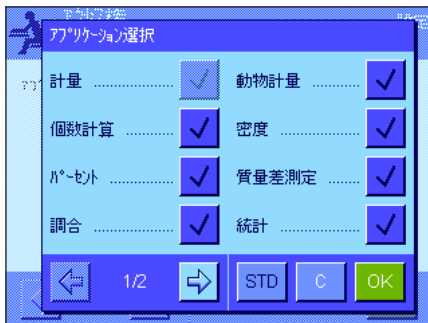 アプリケーション選択
計量 ................
動物計量 .........
個数計算 ...........
密度 ................
パーセント ............
質量差測定 .......
調合 ................
統計 ................
1/2
STD
C
OK